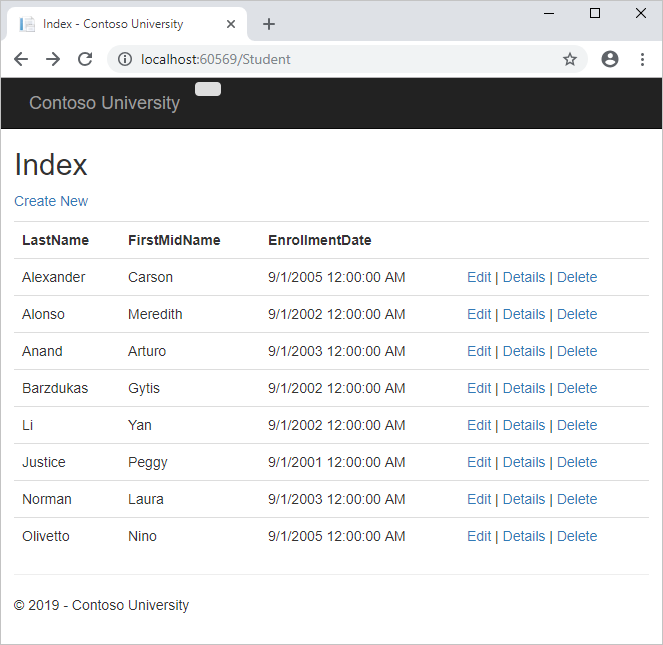 Index - Contoso University
localhost:60569/Student
Contoso University
Index
Create New
LastName FirstMidName EnrollmentDate
Alexander Carson 9/1/2005 12:00:00 AM Edit | Details | Delete
Alonso Meredith 9/1/2002 12:00:00 AM Edit | Details | Delete
Anand Arturo 9/1/2003 12:00:00 AM Edit | Details | Delete
Barzdukas Gytis 9/1/2002 12:00:00 AM Edit | Details | Delete
Li Yan 9/1/2002 12:00:00 AM Edit | Details | Delete
Justice Peggy 9/1/2001 12:00:00 AM Edit | Details | Delete
Norman Laura 9/1/2003 12:00:00 AM Edit | Details | Delete
Olivetto Nino 9/1/2005 12:00:00 AM Edit | Details | Delete
© 2019 - Contoso University